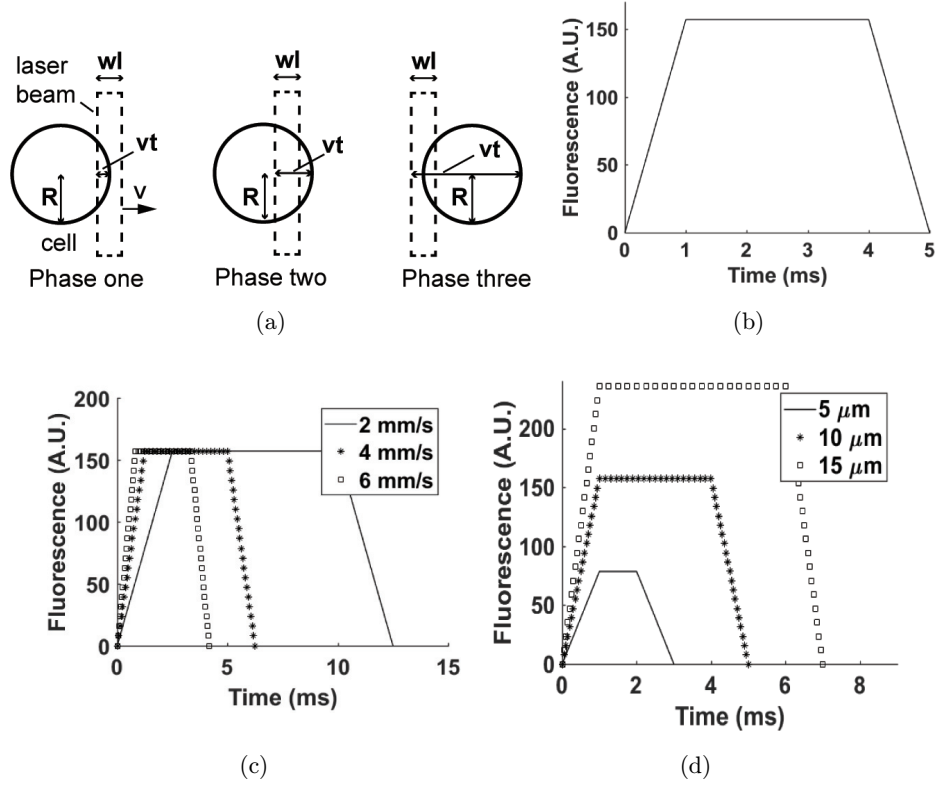 laser
beam
wl
vt
R
v
cell
Phase one
wl
vt
R
Phase two
wl
vt
R
Phase three
(a)
Fluorescence (A.U.)
150
100
50
0
0 1 2 3 4 5
Time (ms)
(b)
Fluorescence (A.U.)
200
150
100
50
0
0 5 10 15
Time (ms)
2 mm/s
4 mm/s
6 mm/s
(c)
Fluorescence (A.U.)
200
150
100
50
0
0 2 4 6 8
Time (ms)
5 μm
10 μm
15 μm
(d)